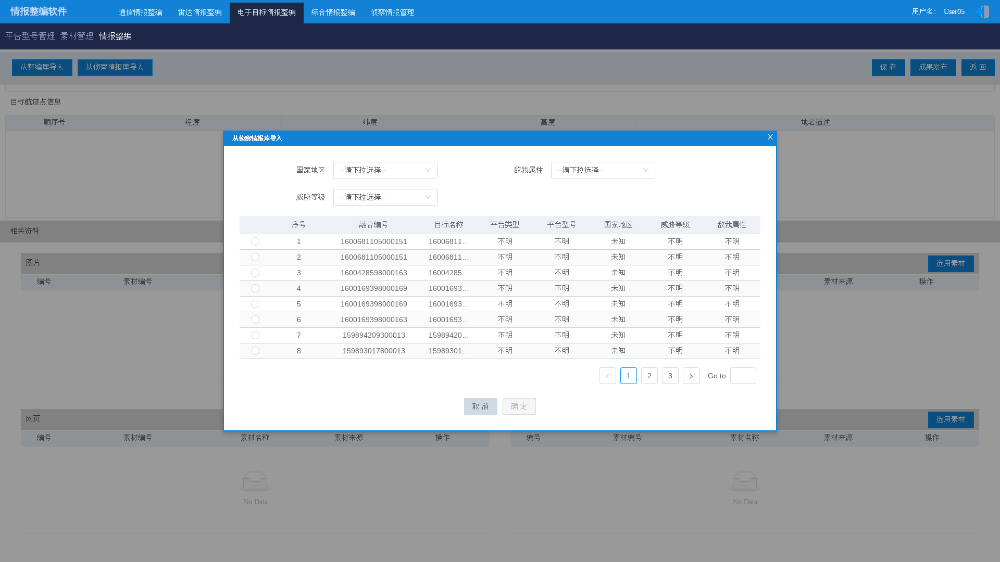 情报整编软件 通信情报整编 雷达情报整编 电子目标情报整编 综合情报整编 侦察情报管理 用户名： User05
平台型号管理 素材管理 情报整编
从整编库导入 从侦察情报库导入 保 存 成果发布 返 回
目标航迹点信息
顺序号 经度 纬度 高度 地名描述
从侦察情报库导入 X
国家地区 --请下拉选择-- 敌我属性 --请下拉选择--
威胁等级 --请下拉选择--
序号 融合编号 目标名称 平台类型 平台型号 国家地区 威胁等级 敌我属性
1 1600681105000151 16006811... 不明 不明 未知 不明 不明
2 1600681105000151 16006811... 不明 不明 未知 不明 不明
3 1600428598000163 16004285... 不明 不明 未知 不明 不明
4 1600169398000169 16001693... 不明 不明 未知 不明 不明
5 1600169398000169 16001693... 不明 不明 未知 不明 不明
6 1600169398000163 16001693... 不明 不明 未知 不明 不明
7 159894209300013 15989420... 不明 不明 未知 不明 不明
8 159893017800013 15989301... 不明 不明 未知 不明 不明
< 1 2 3 > Go to
取 消 确 定
相关资料
图片 选用素材
编号 素材编号 素材来源 操作
网页 选用素材
编号 素材编号 素材名称 素材来源 操作 编号 素材编号 素材名称 素材来源 操作
No Data No Data